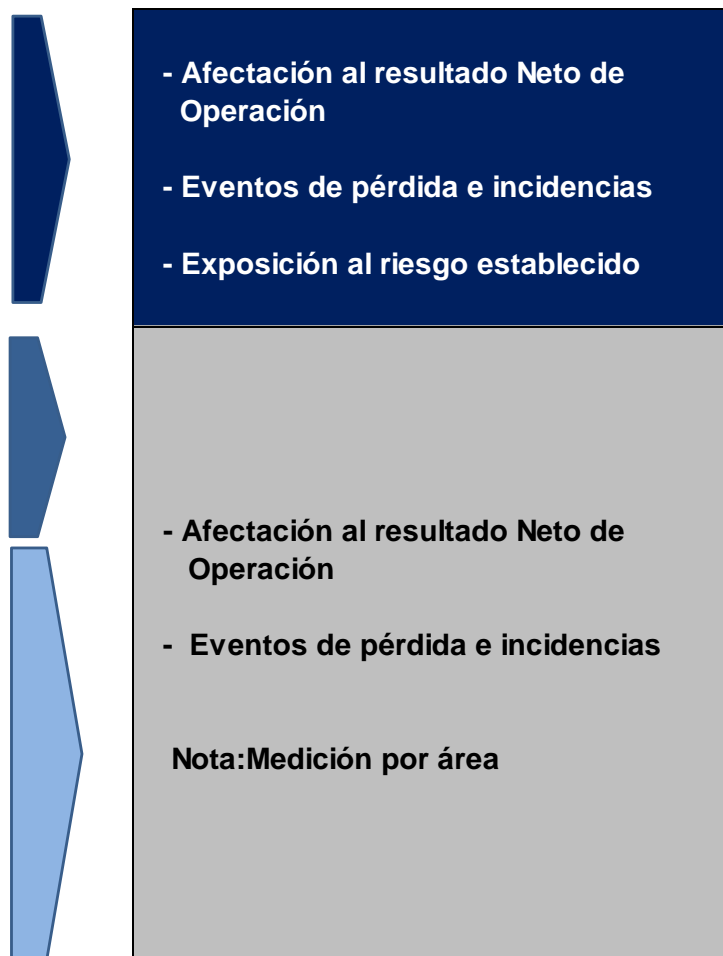 - Afectación al resultado Neto de
Operación
- Eventos de pérdida e incidencias
- Exposición al riesgo establecido
- Afectación al resultado Neto de
Operación
- Eventos de pérdida e incidencias
Nota:Medición por área